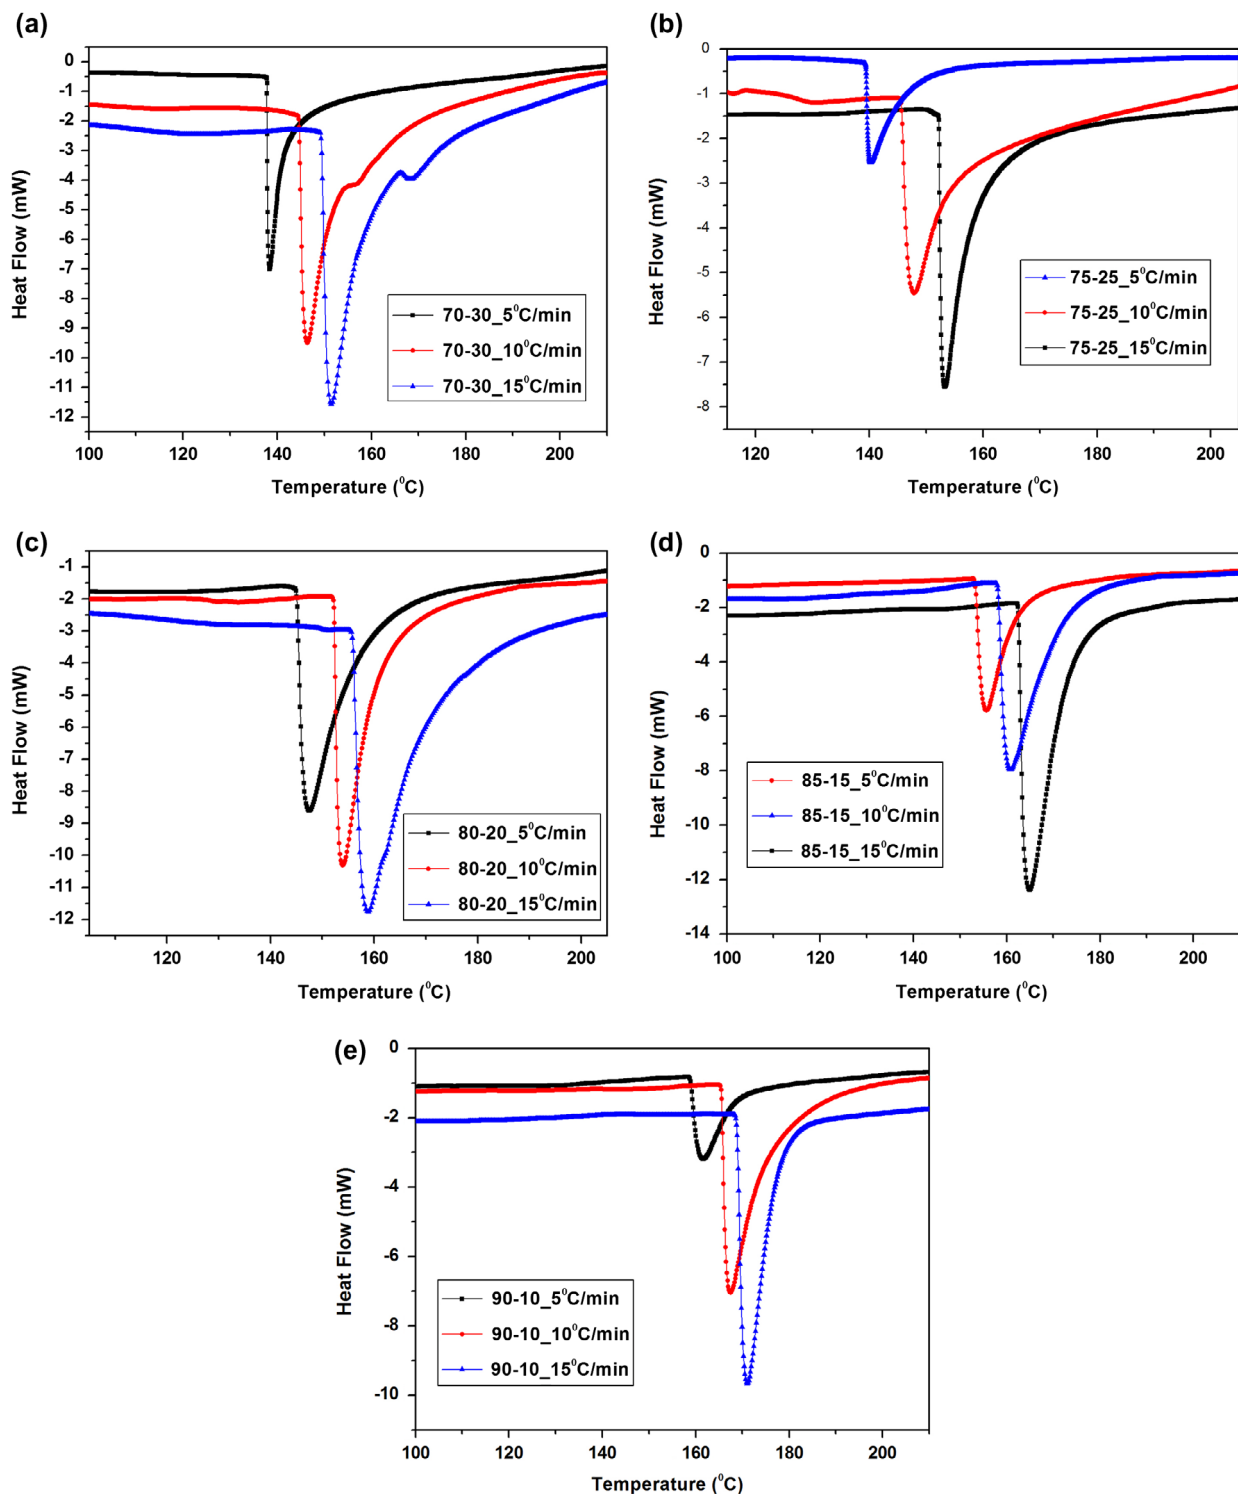 (a)
0
-1
-2
-3
-4
-5
-6
-7
-8
-9
-10
-11
-12
Heat Flow (mW)
70-30_5⁰C/min
70-30_10⁰C/min
70-30_15⁰C/min
100 120 140 160 180 200
Temperature (⁰C)
(b)
0
-1
-2
-3
-4
-5
-6
-7
-8
Heat Flow (mW)
75-25_5⁰C/min
75-25_10⁰C/min
75-25_15⁰C/min
120 140 160 180 200
Temperature (⁰C)
(c)
-1
-2
-3
-4
-5
-6
-7
-8
-9
-10
-11
-12
Heat Flow (mW)
80-20_5⁰C/min
80-20_10⁰C/min
80-20_15⁰C/min
120 140 160 180 200
Temperature (⁰C)
(d)
0
-2
-4
-6
-8
-10
-12
-14
Heat Flow (mW)
85-15_5⁰C/min
85-15_10⁰C/min
85-15_15⁰C/min
100 120 140 160 180 200
Temperature (⁰C)
(e)
0
-2
-4
-6
-8
-10
Heat Flow (mW)
90-10_5⁰C/min
90-10_10⁰C/min
90-10_15⁰C/min
100 120 140 160 180 200
Temperature (⁰C)